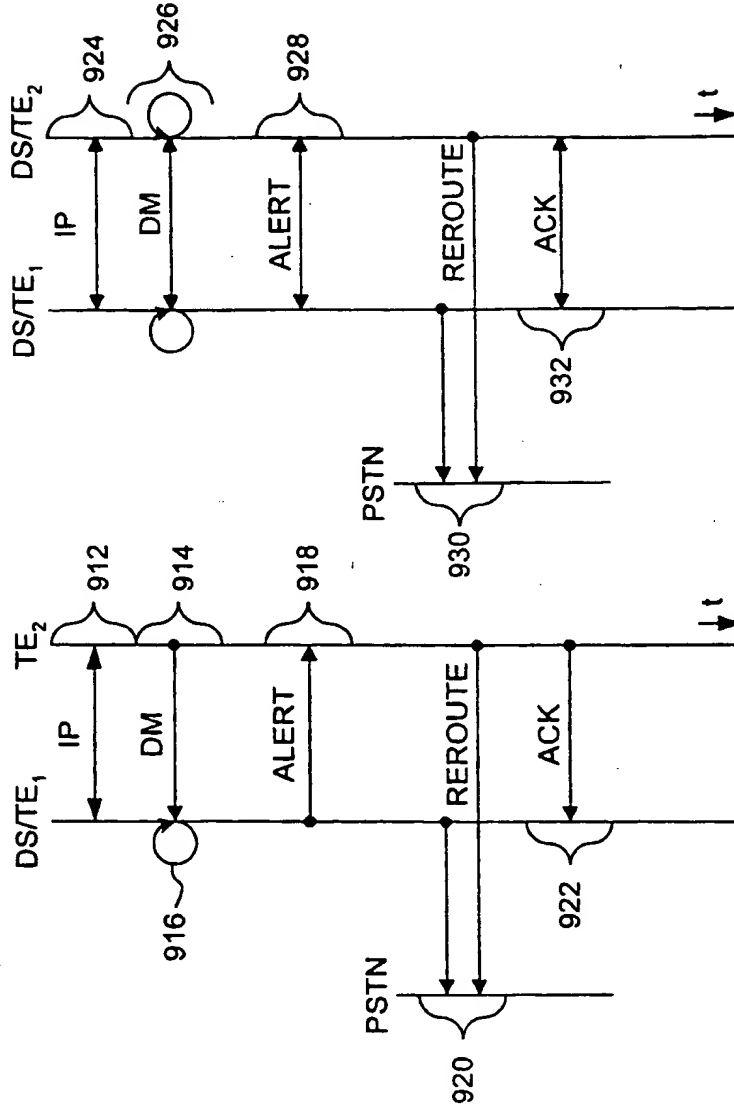 DS/TE1
TE2
IP
912
DM
914
916
ALERT
918
PSTN
REROUTE
920
ACK
922
t
DS/TE1
DS/TE2
IP
924
DM
926
ALERT
928
PSTN
REROUTE
930
ACK
932
t